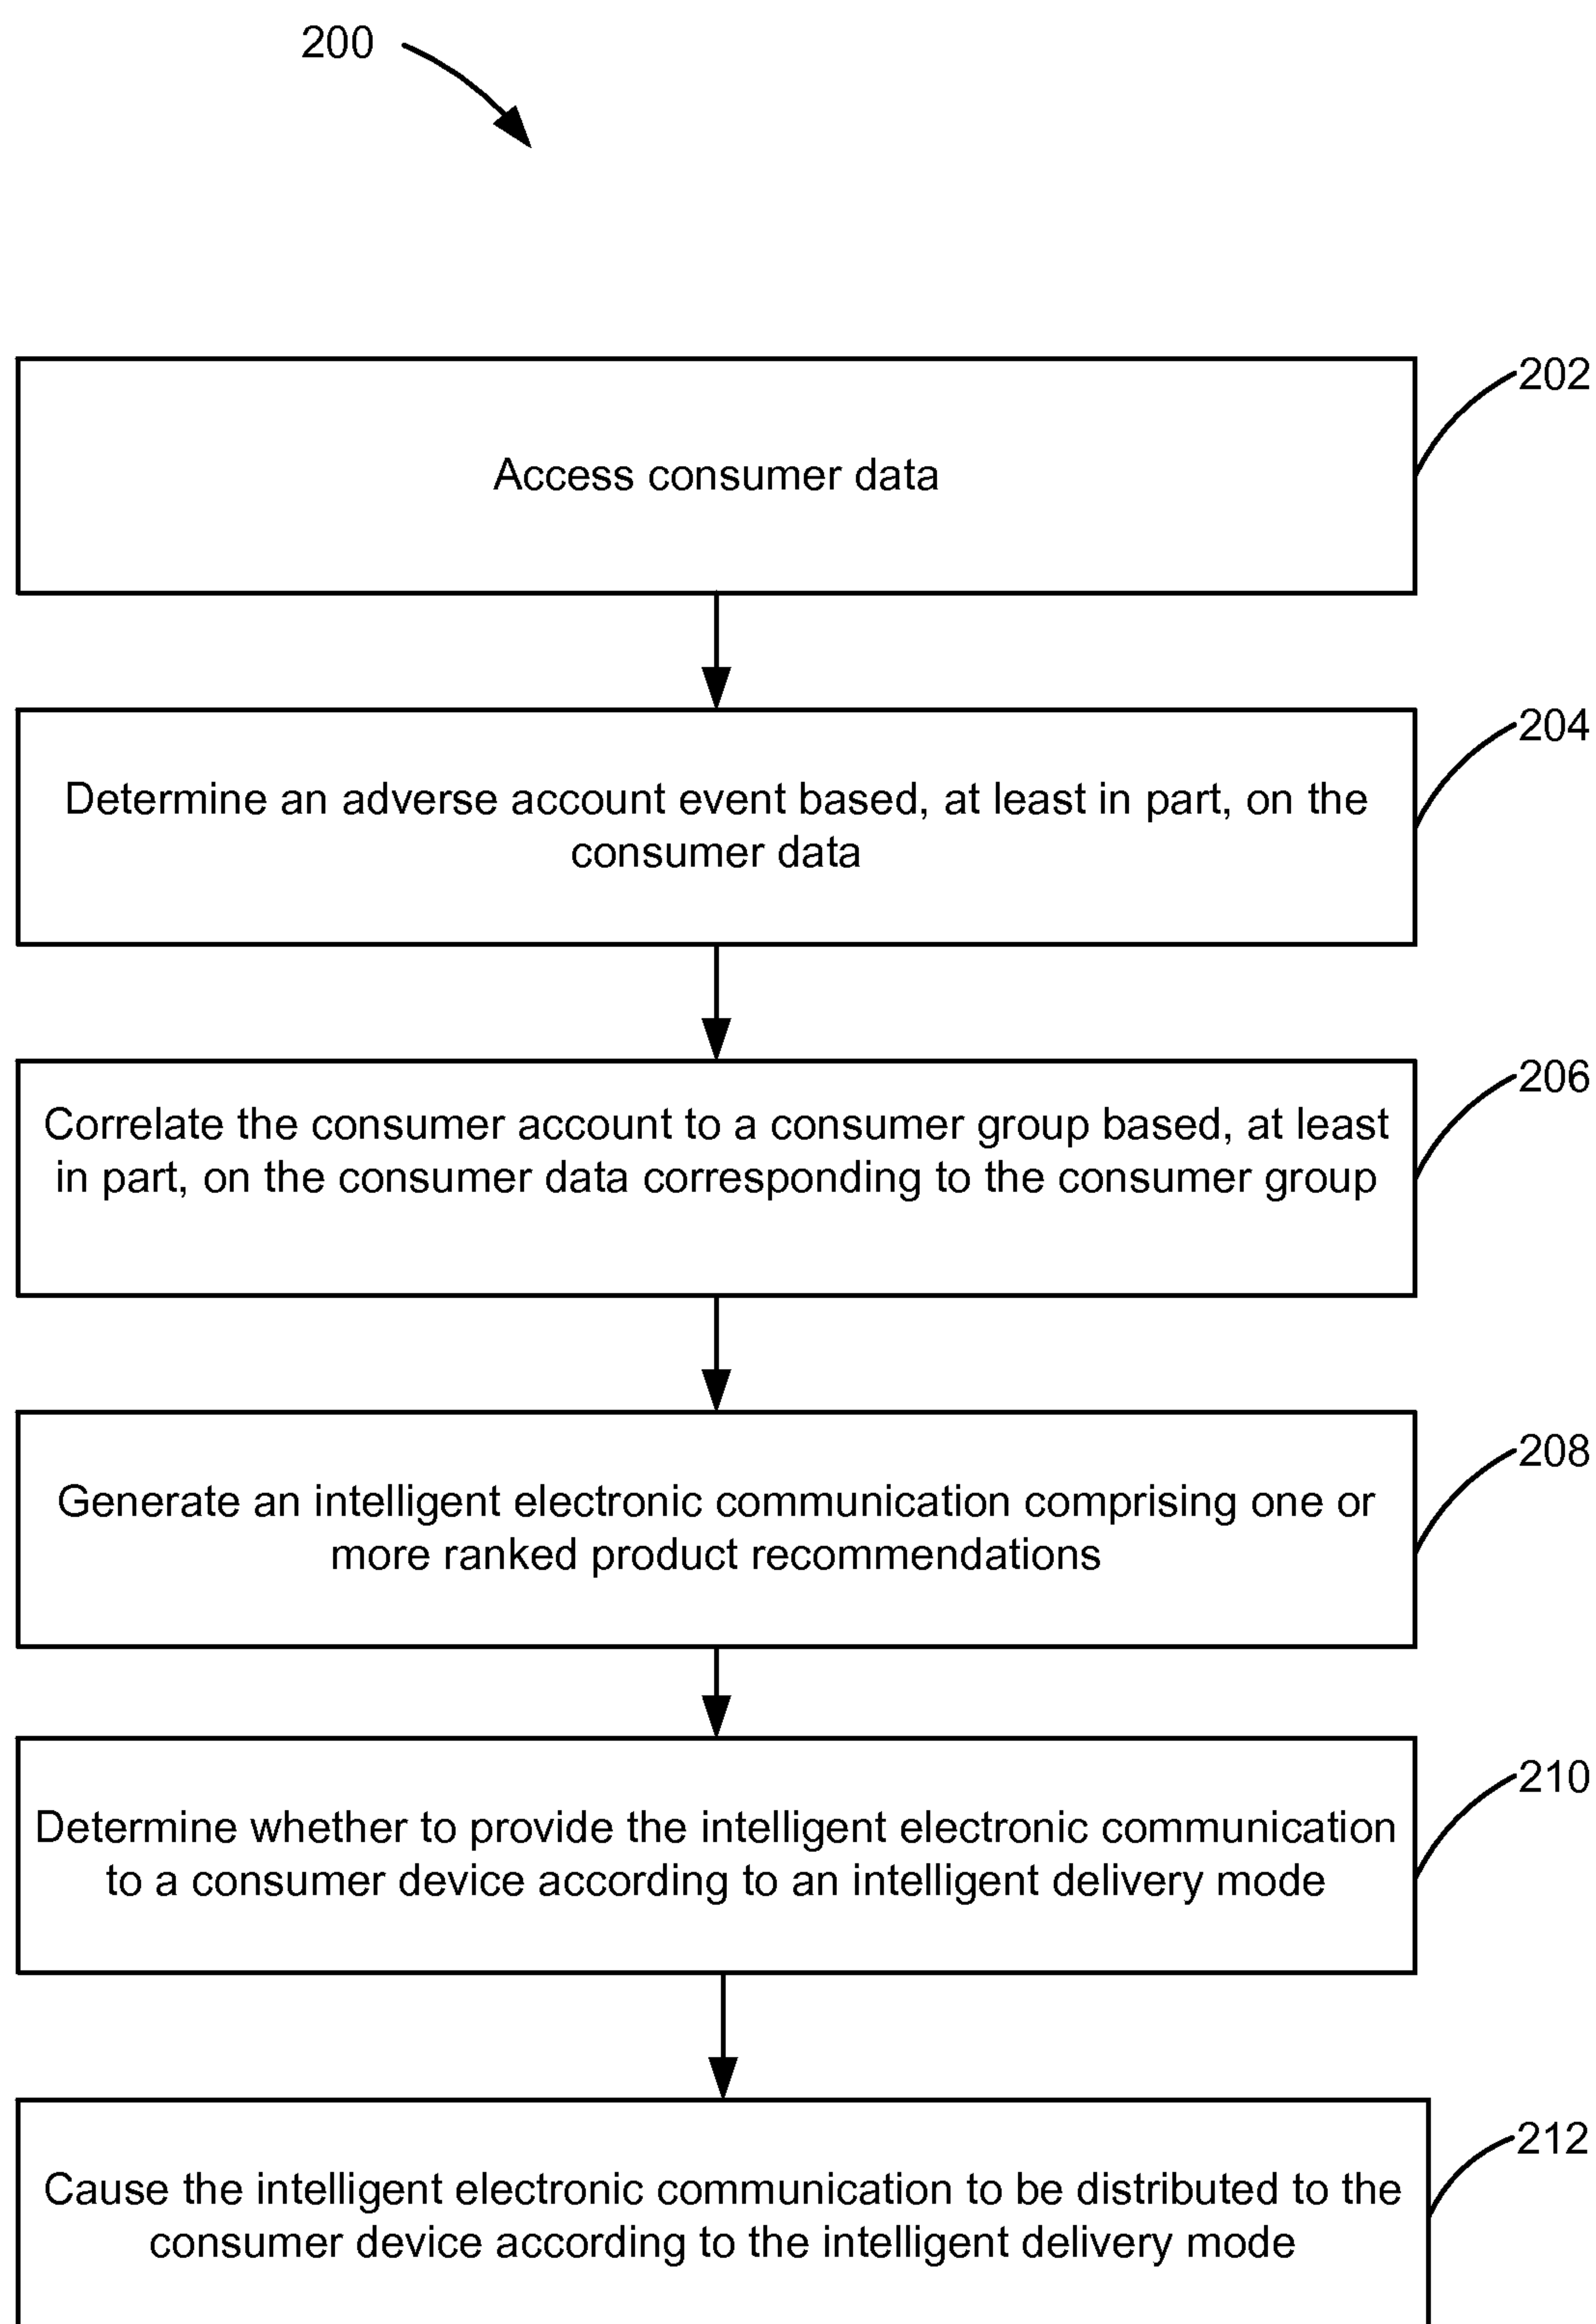 200
202
Access consumer data
204
Determine an adverse account event based, at least in part, on the
consumer data
206
Correlate the consumer account to a consumer group based, at least
in part, on the consumer data corresponding to the consumer group
208
Generate an intelligent electronic communication comprising one or
more ranked product recommendations
210
Determine whether to provide the intelligent electronic communication
to a consumer device according to an intelligent delivery mode
212
Cause the intelligent electronic communication to be distributed to the
consumer device according to the intelligent delivery mode